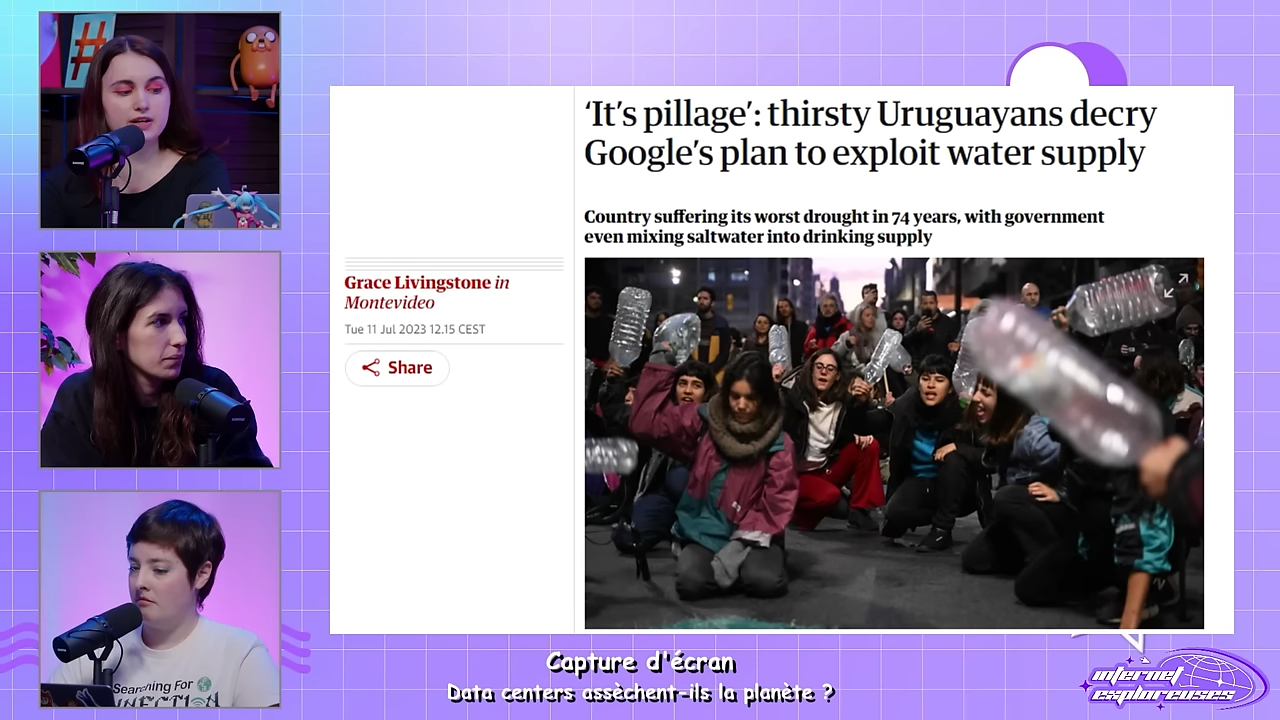 ‘It’s pillage’: thirsty Uruguayans decry
Google’s plan to exploit water supply
Country suffering its worst drought in 74 years, with government
even mixing saltwater into drinking supply
Grace Livingstone in
Montevideo
Tue 11 Jul 2023 12.15 CEST
Share
#
Searching For
Capture d'écran
Data centers assèchent-ils la planète ?
internet
exploreuses